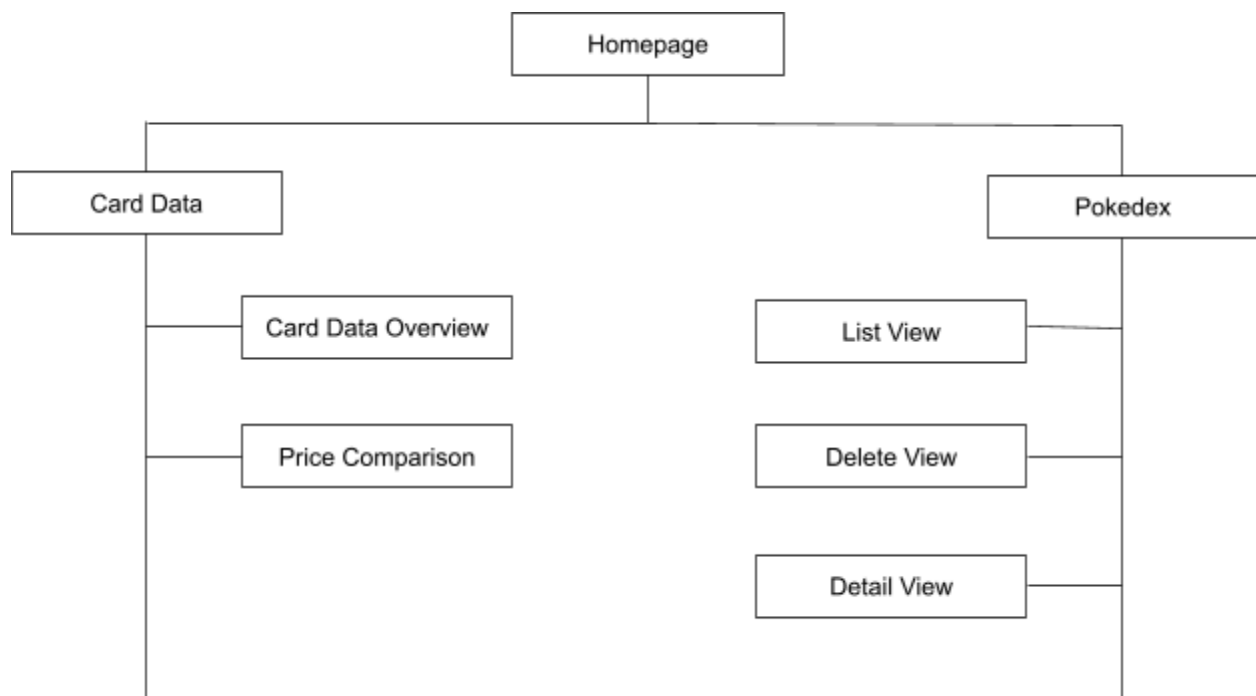 Homepage
Card Data
Pokedex
Card Data Overview
List View
Price Comparison
Delete View
Detail View